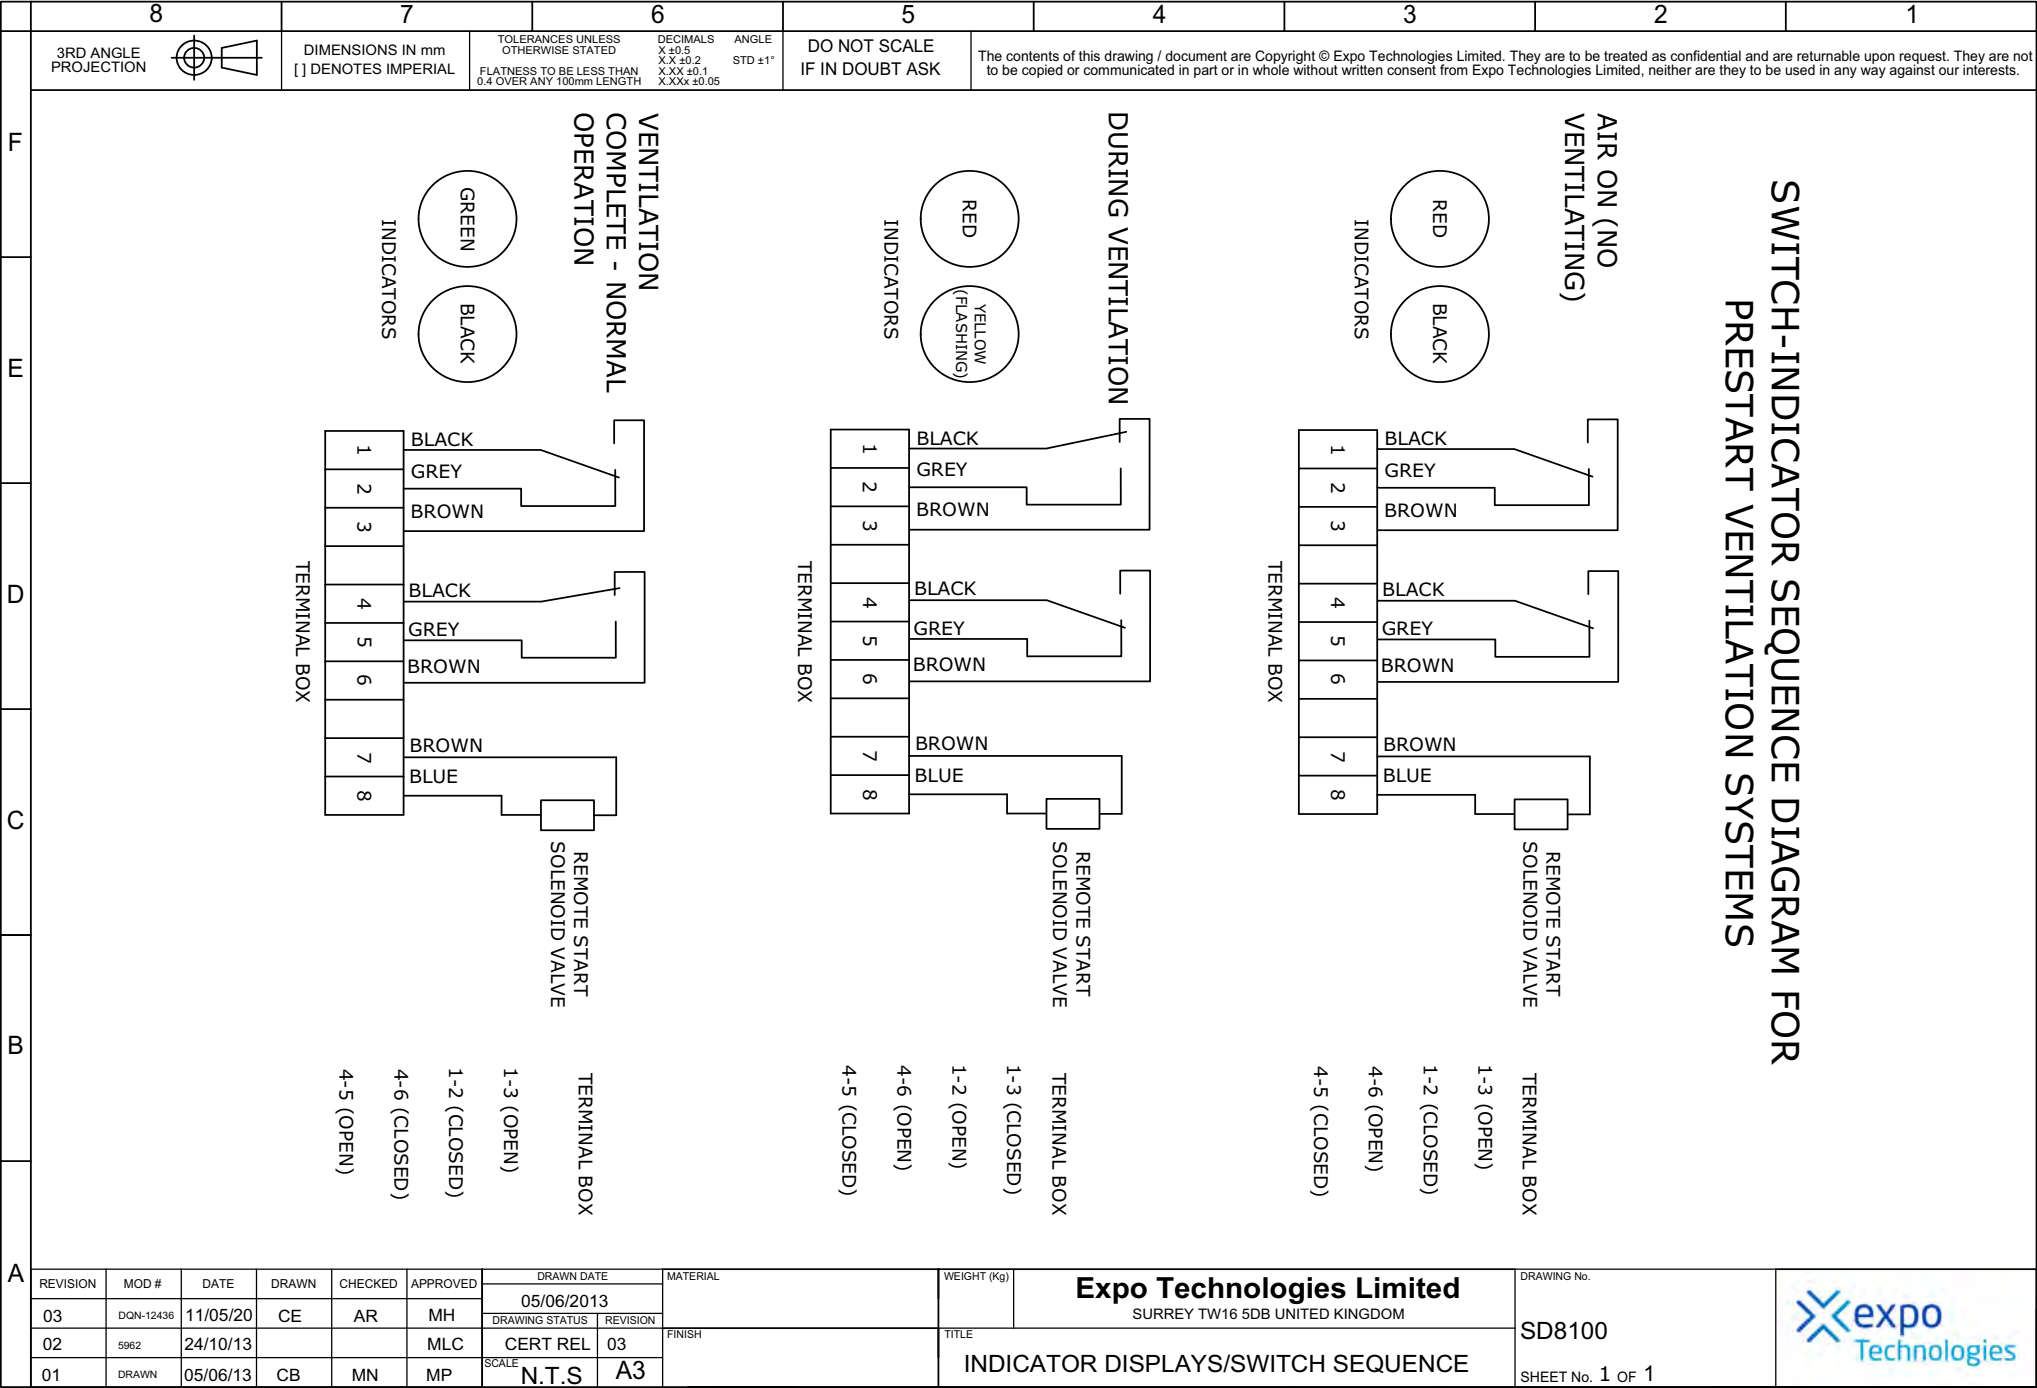 8 7 6 5 4 3 2 1
3RD ANGLE
PROJECTION
DIMENSIONS IN mm
[ ] DENOTES IMPERIAL
TOLERANCES UNLESS
OTHERWISE STATED
FLATNESS TO BE LESS THAN
0.4 OVER ANY 100mm LENGTH
DECIMALS
X ±0.5
X.X ±0.2
X.XX ±0.1
X.XXx ±0.05
ANGLE
STD ±1°
DO NOT SCALE
IF IN DOUBT ASK
The contents of this drawing / document are Copyright © Expo Technologies Limited. They are to be treated as confidential and are returnable upon request. They are not
to be copied or communicated in part or in whole without written consent from Expo Technologies Limited, neither are they to be used in any way against our interests.
F
E
D
C
B
A
SWITCH-INDICATOR SEQUENCE DIAGRAM FOR
PRESTART VENTILATION SYSTEMS
AIR ON (NO
VENTILATING)
RED
BLACK
INDICATORS
1
2
3
4
5
6
7
8
BLACK
GREY
BROWN
BLACK
GREY
BROWN
BROWN
BLUE
TERMINAL BOX
REMOTE START
SOLENOID VALVE
TERMINAL BOX
1-3 (OPEN)
1-2 (CLOSED)
4-6 (OPEN)
4-5 (CLOSED)
DURING VENTILATION
RED
YELLOW
(FLASHING)
INDICATORS
1
2
3
4
5
6
7
8
BLACK
GREY
BROWN
BLACK
GREY
BROWN
BROWN
BLUE
TERMINAL BOX
REMOTE START
SOLENOID VALVE
TERMINAL BOX
1-3 (CLOSED)
1-2 (OPEN)
4-6 (OPEN)
4-5 (CLOSED)
VENTILATION
COMPLETE - NORMAL
OPERATION
GREEN
BLACK
INDICATORS
1
2
3
4
5
6
7
8
BLACK
GREY
BROWN
BLACK
GREY
BROWN
BROWN
BLUE
TERMINAL BOX
REMOTE START
SOLENOID VALVE
TERMINAL BOX
1-3 (OPEN)
1-2 (CLOSED)
4-6 (CLOSED)
4-5 (OPEN)
REVISION MOD # DATE DRAWN CHECKED APPROVED
03 DQN-12436 11/05/20 CE AR MH
02 5962 24/10/13 MLC
01 DRAWN 05/06/13 CB MN MP
DRAWN DATE
05/06/2013
DRAWING STATUS REVISION
CERT REL 03
SCALE N.T.S A3
MATERIAL
FINISH
WEIGHT (Kg)
Expo Technologies Limited
SURREY TW16 5DB UNITED KINGDOM
TITLE
INDICATOR DISPLAYS/SWITCH SEQUENCE
DRAWING No.
SD8100
SHEET No. 1 OF 1
expo
Technologies